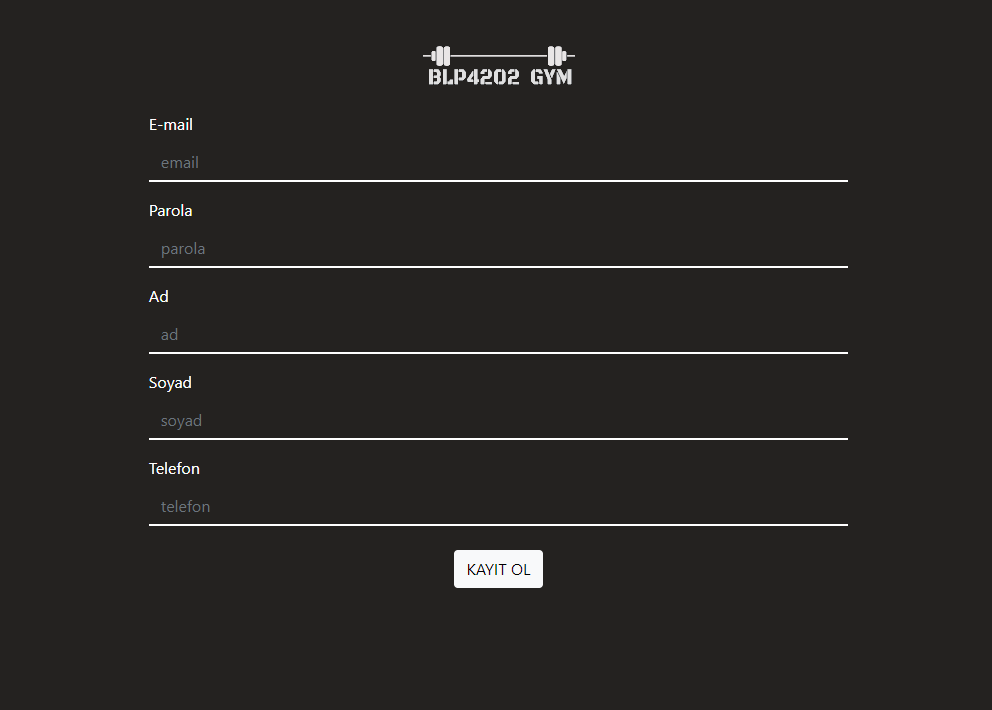 BLP4202 GYM
E-mail
email
Parola
parola
Ad
ad
Soyad
soyad
Telefon
telefon
KAYIT OL